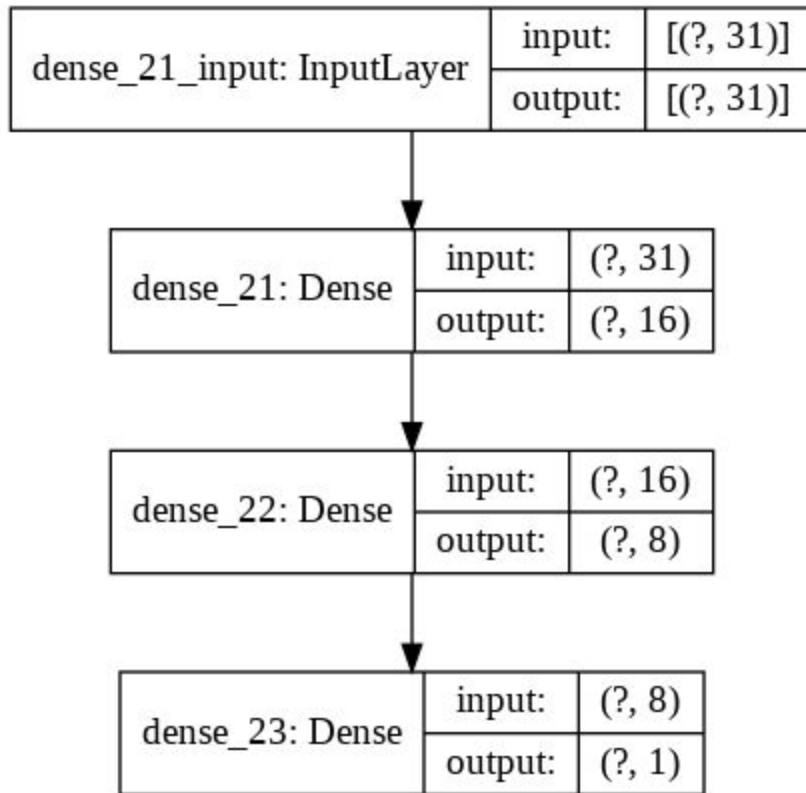 dense_21_input: InputLayer
input: [(?, 31)]
output: [(?, 31)]
dense_21: Dense
input: (?, 31)
output: (?, 16)
dense_22: Dense
input: (?, 16)
output: (?, 8)
dense_23: Dense
input: (?, 8)
output: (?, 1)